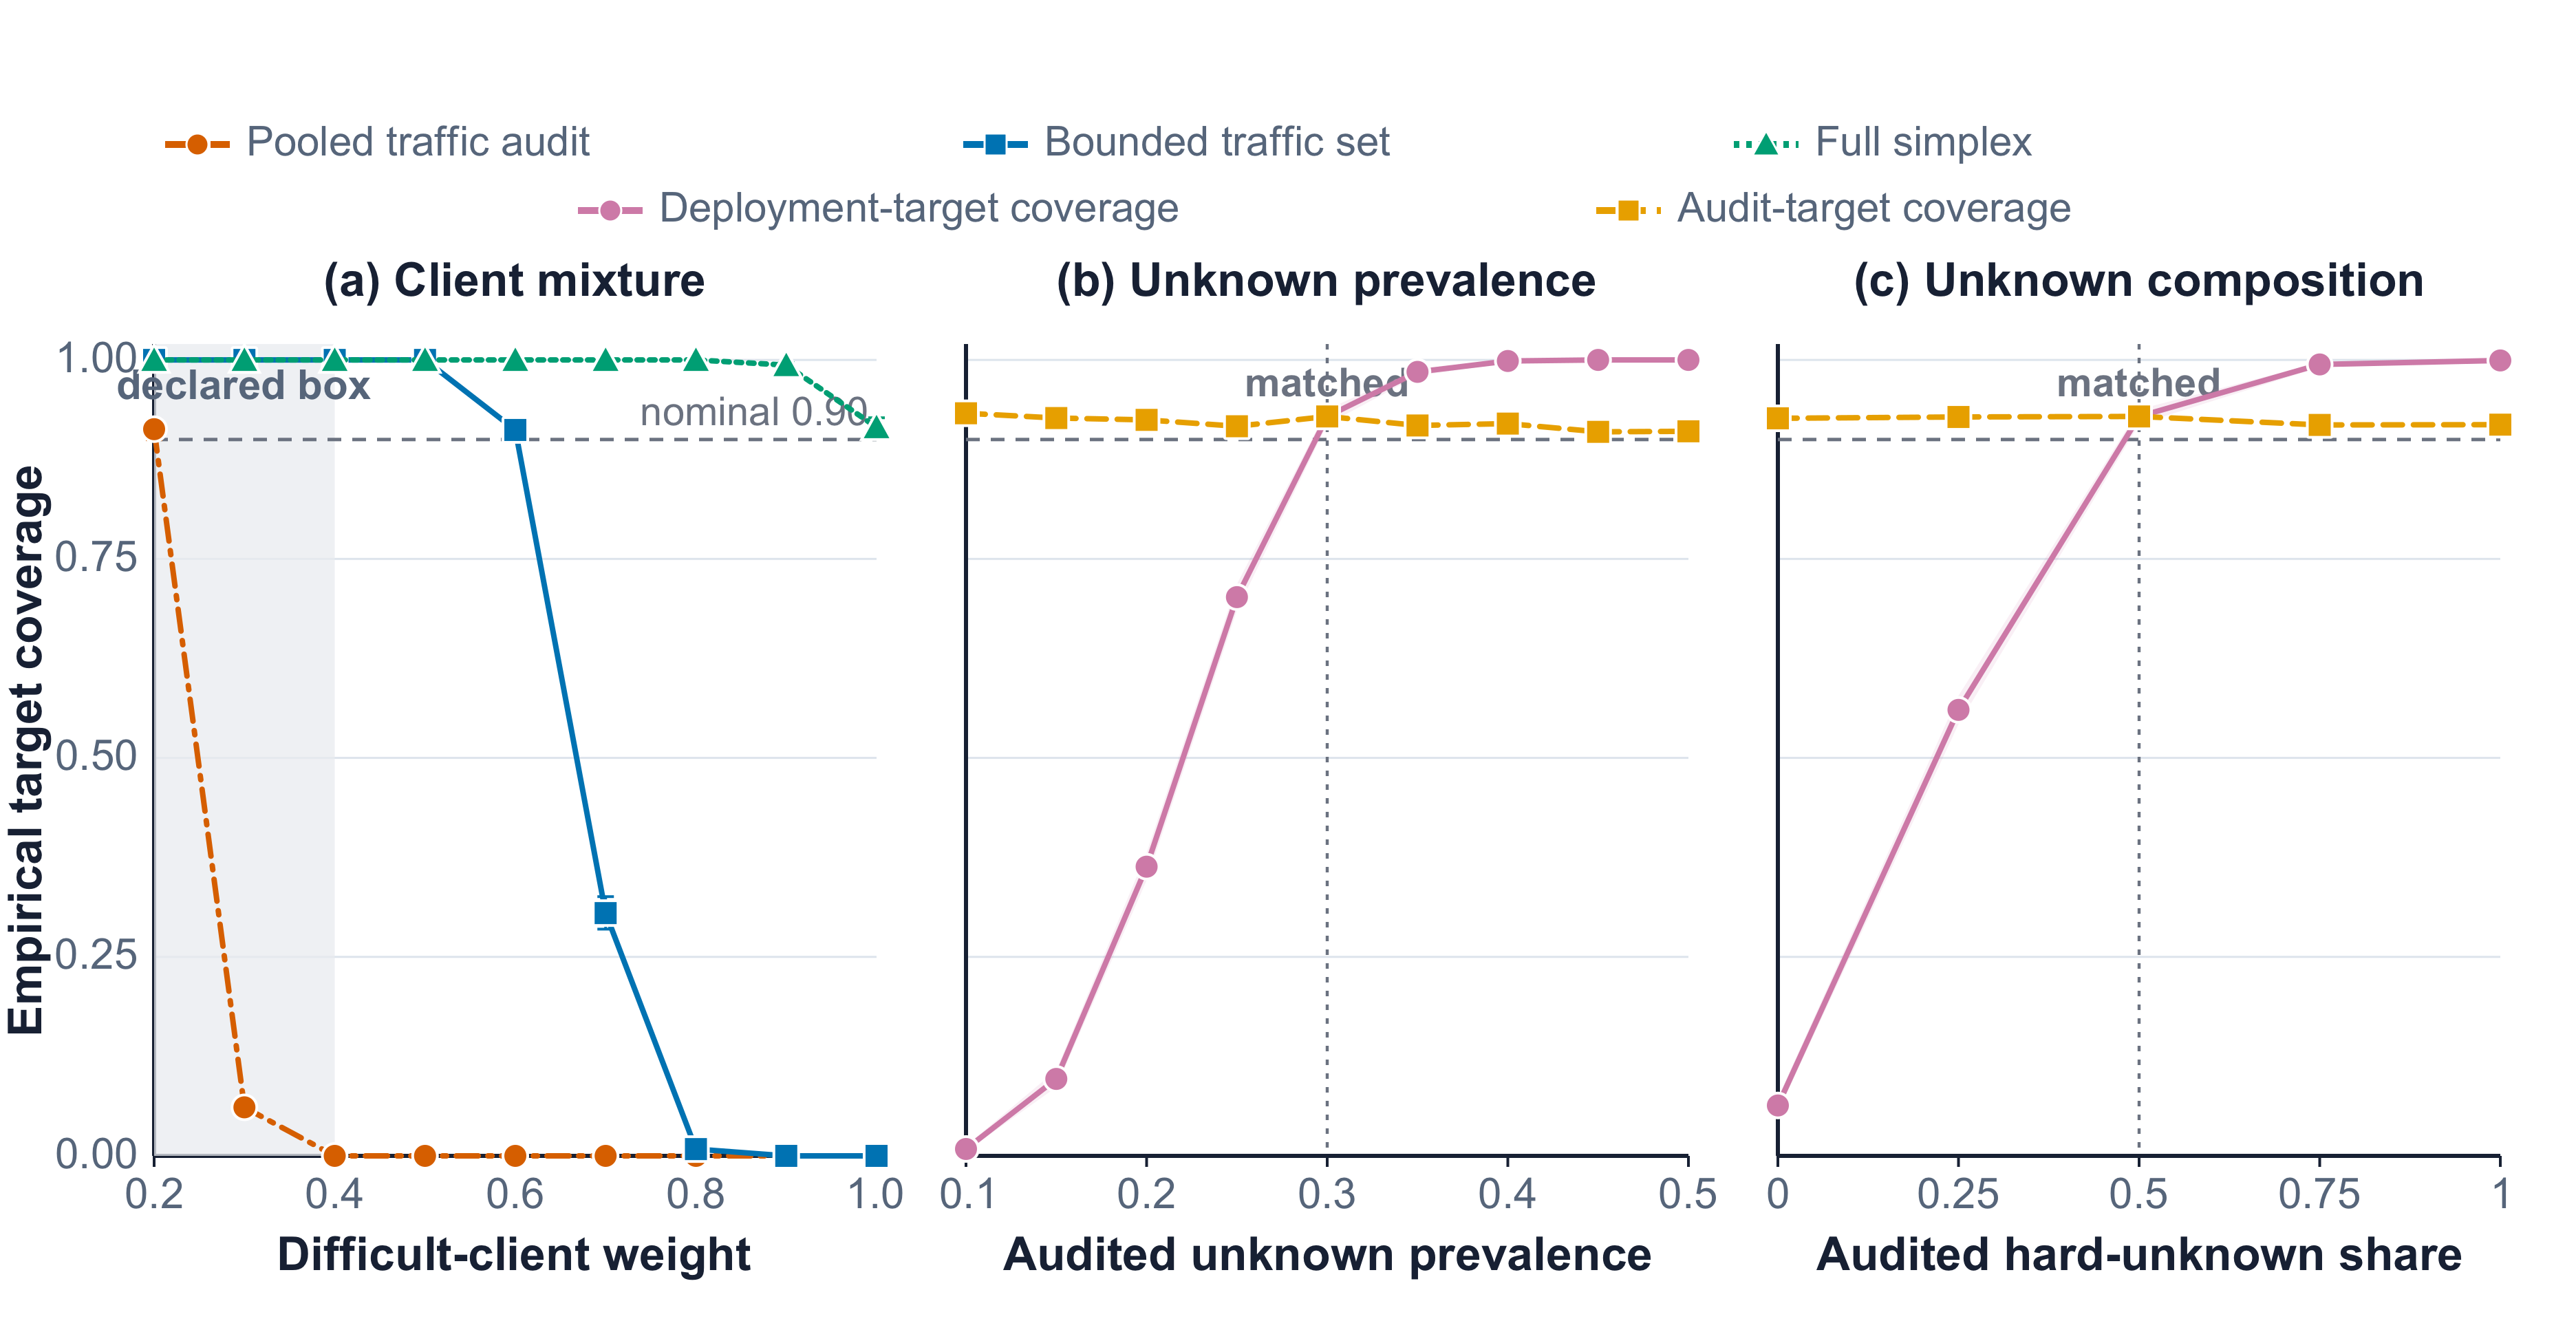 Pooled traffic audit
Bounded traffic set
Full simplex
Deployment-target coverage
Audit-target coverage
(a) Client mixture
(b) Unknown prevalence
(c) Unknown composition
Empirical target coverage
1.00
0.75
0.50
0.25
0.00
declared box
nominal 0.90
matched
matched
0.2 0.4 0.6 0.8 1.0
0.1 0.2 0.3 0.4 0.5
0 0.25 0.5 0.75 1
Difficult-client weight
Audited unknown prevalence
Audited hard-unknown share